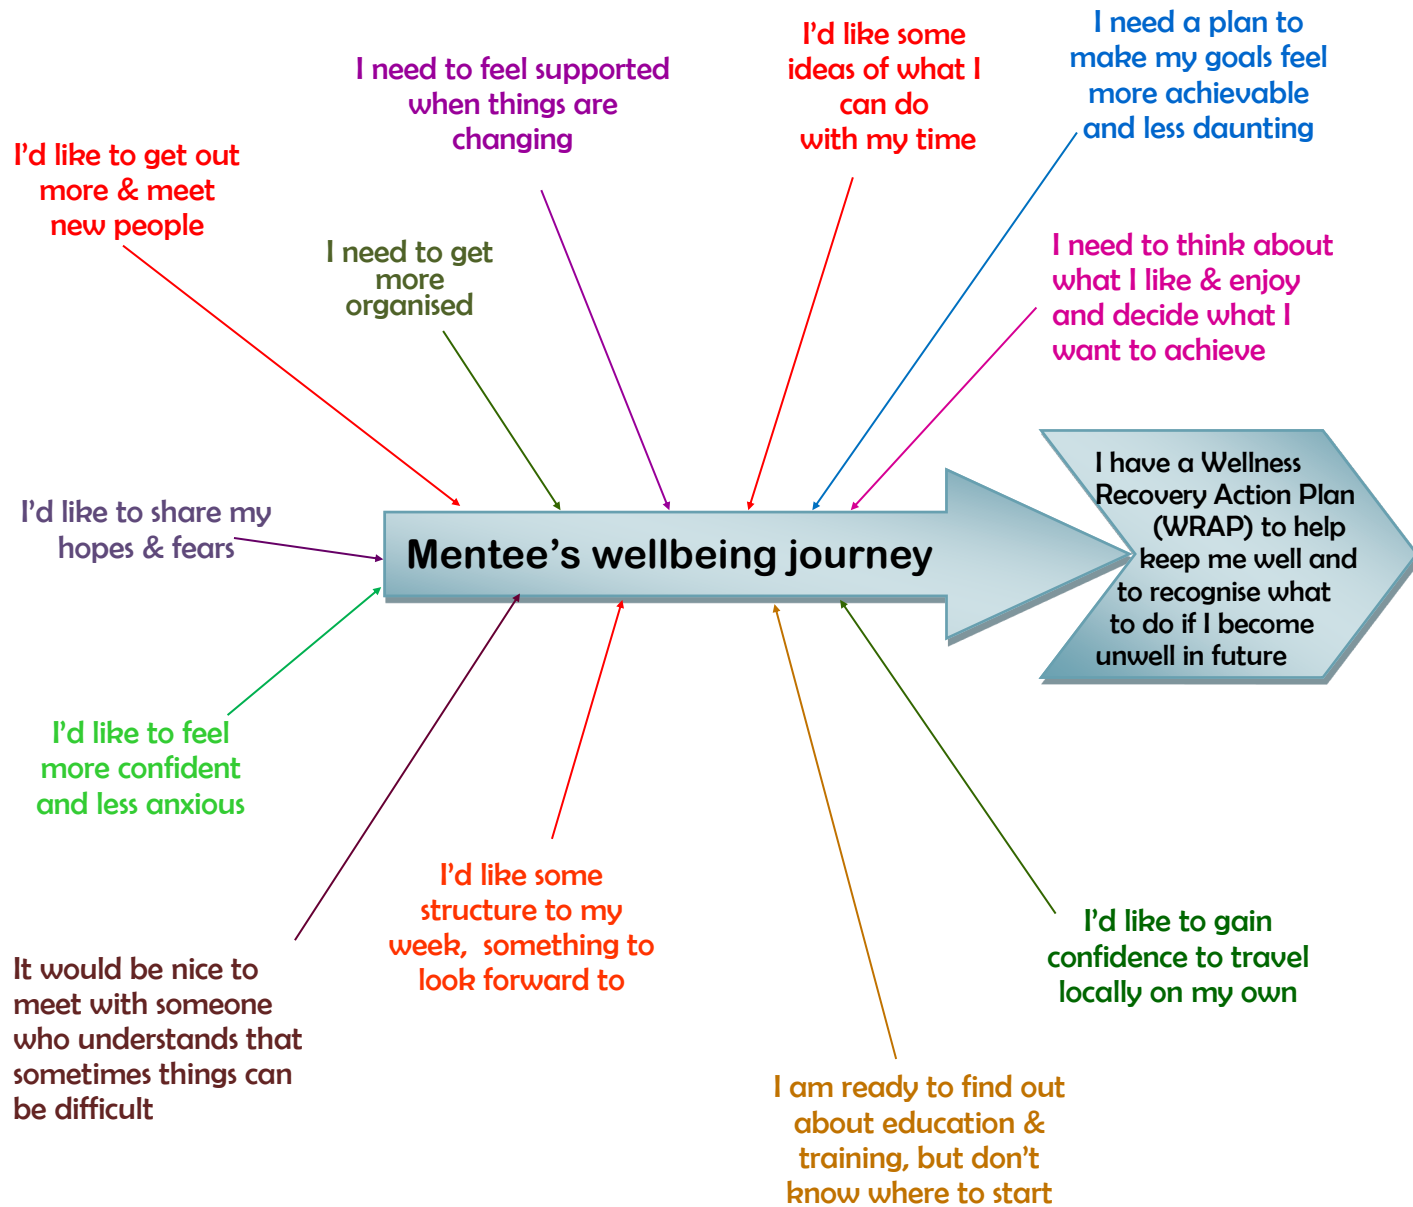 I'd like to get out
more & meet
new people
I need to feel supported
when things are
changing
I'd like some
ideas of what I
can do
with my time
I need a plan to
make my goals feel
more achievable
and less daunting
I need to get
more
organised
I need to think about
what I like & enjoy
and decide what I
want to achieve
I'd like to share my
hopes & fears
Mentee's wellbeing journey
I have a Wellness
Recovery Action Plan
(WRAP) to help
keep me well and
to recognise what
to do if I become
unwell in future
I'd like to feel
more confident
and less anxious
It would be nice to
meet with someone
who understands that
sometimes things can
be difficult
I'd like some
structure to my
week,  something to
look forward to
I am ready to find out
about education &
training, but don't
know where to start
I'd like to gain
confidence to travel
locally on my own